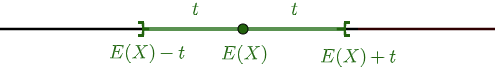 t t
E(X) − t E(X) E(X) + t